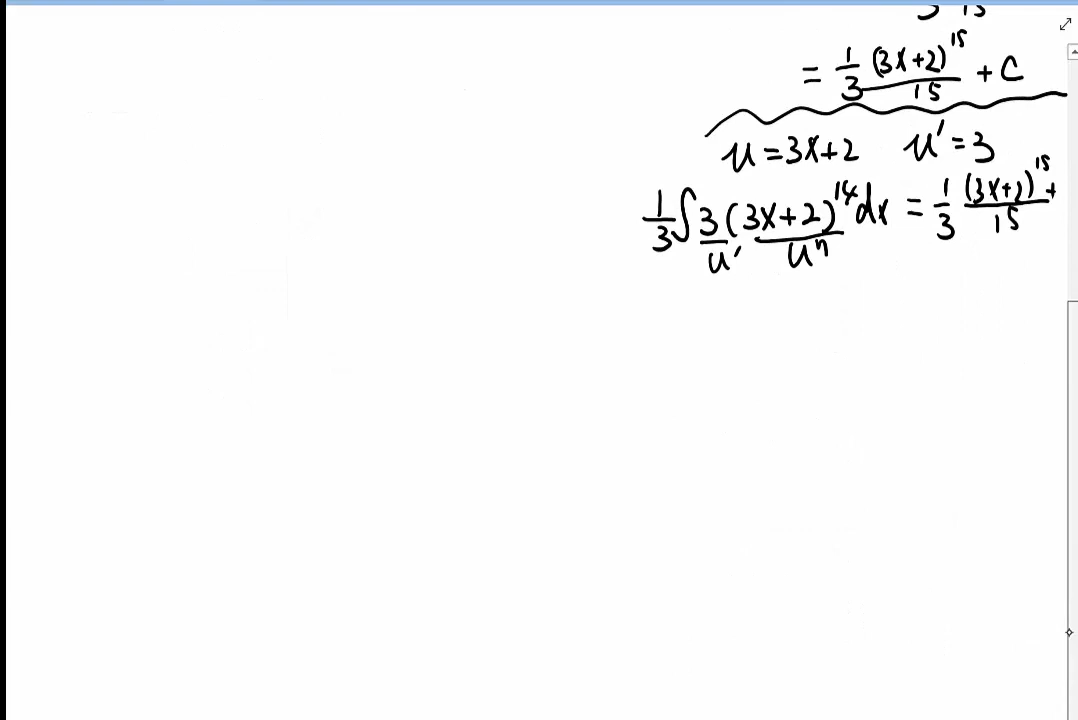 = 1/3 (3x+2)^15/15 + C
u = 3x+2 u' = 3
1/3 ∫ 3 (3x+2)^14 dx = 1/3 (3x+2)^15/15 +
u' u^n